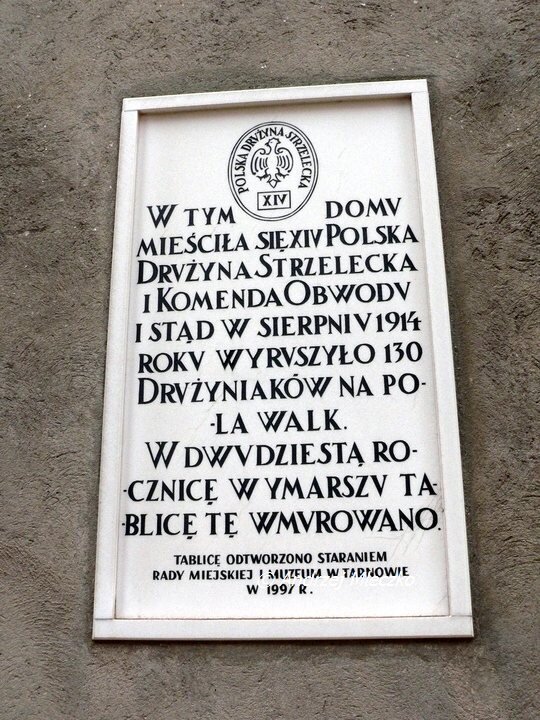 POLSKA DRVŻYNA STRZELECKA
XIV
W TYM DOMV
MIEŚCIŁA SIĘ XIV POLSKA
DRVŻYNA STRZELECKA
I KOMENDA OBWODV
I STĄD W SIERPNIV 1914
ROKV WYRVSZYŁO 130
DRVŻYNIAKÓW NA PO-
-LA WALK.
W DWVDZIESTĄ RO-
-CZNICĘ WYMARSZV TA-
-BLICĘ TĘ WMVROWANO.
TABLICĘ ODTWORZONO STARANIEM
RADY MIEJSKIEJ I MUZEUM W TARNOWIE
W 1997 R.